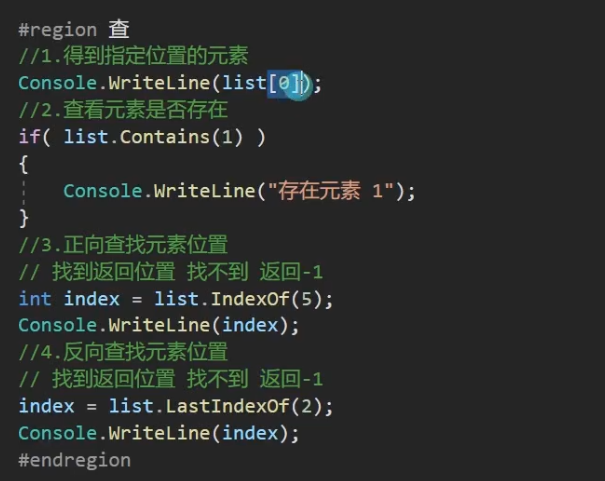 #region 查
//1.得到指定位置的元素
Console.WriteLine(list[0]);
//2.查看元素是否存在
if( list.Contains(1) )
{
Console.WriteLine("存在元素 1");
}
//3.正向查找元素位置
// 找到返回位置 找不到 返回-1
int index = list.IndexOf(5);
Console.WriteLine(index);
//4.反向查找元素位置
// 找到返回位置 找不到 返回-1
index = list.LastIndexOf(2);
Console.WriteLine(index);
#endregion